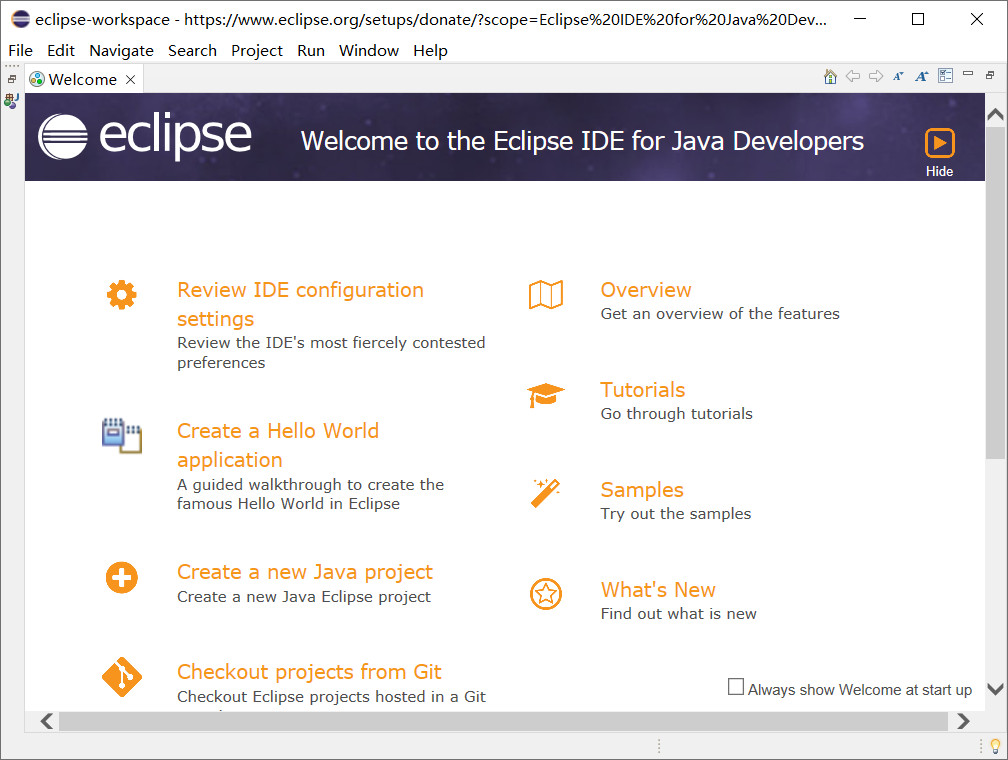 eclipse-workspace - https://www.eclipse.org/setups/donate/?scope=Eclipse%20IDE%20for%20Java%20Dev...
File Edit Navigate Search Project Run Window Help
Welcome
eclipse
Welcome to the Eclipse IDE for Java Developers
Hide
Review IDE configuration
settings
Review the IDE's most fiercely contested
preferences
Create a Hello World
application
A guided walkthrough to create the
famous Hello World in Eclipse
Create a new Java project
Create a new Java Eclipse project
Checkout projects from Git
Checkout Eclipse projects hosted in a Git
Overview
Get an overview of the features
Tutorials
Go through tutorials
Samples
Try out the samples
What's New
Find out what is new
Always show Welcome at start up